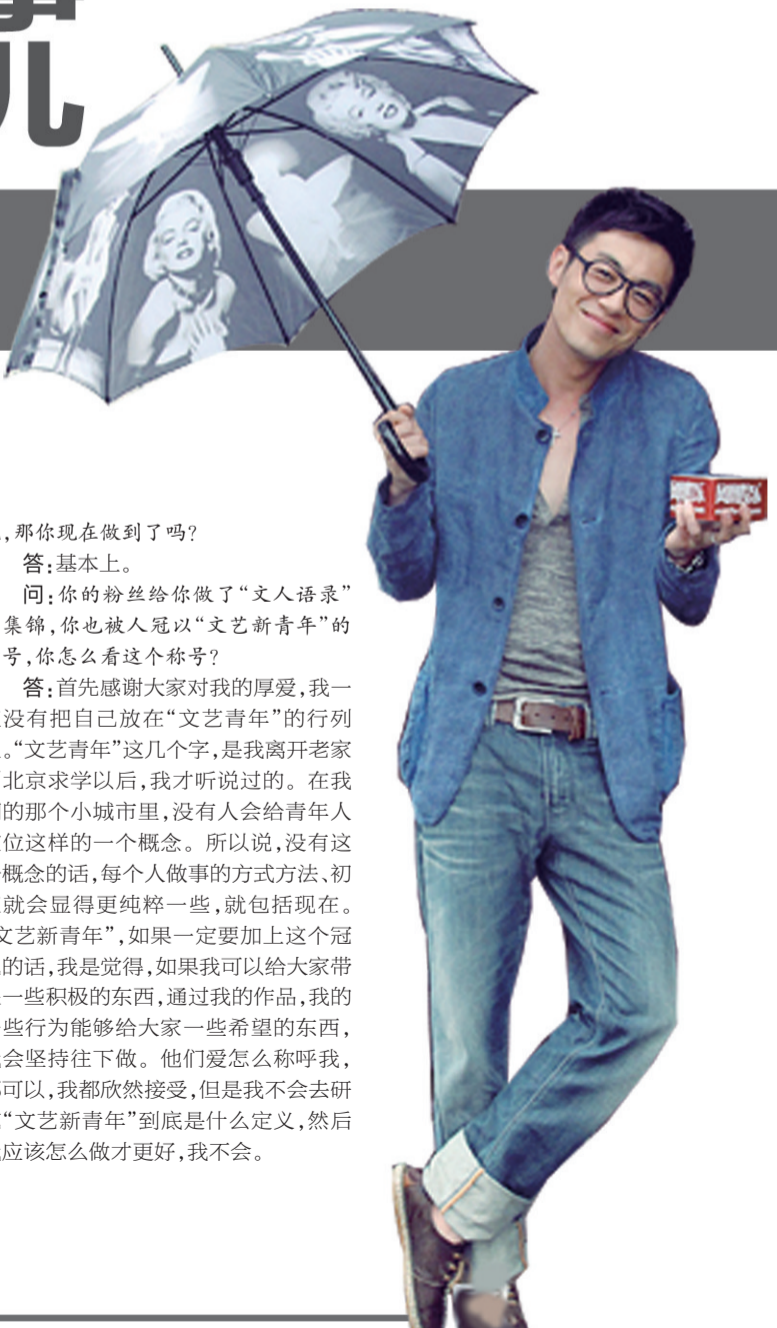 ,那你现在做到了吗?
答:基本上。
问:你的粉丝给你做了“文人语录”
集锦,你也被人冠以“文艺新青年”的
号,你怎么看这个称号?
答:首先感谢大家对我的厚爱,我一
没有把自己放在“文艺青年”的行列
。“文艺青年”这几个字,是我离开老家
北京求学以后,我才听说过的。在我
的那个小城市里,没有人会给青年人
位这样的一个概念。所以说,没有这
概念的话,每个人做事的方式方法、初
就会显得更纯粹一些,就包括现在。
文艺新青年”,如果一定要加上这个冠
的话,我是觉得,如果我可以给大家带
一些积极的东西,通过我的作品,我的
些行为能够给大家一些希望的东西,
会坚持往下做。他们爱怎么称呼我,
可以,我都欣然接受,但是我不会去研
“文艺新青年”到底是什么定义,然后
应该怎么做才更好,我不会。